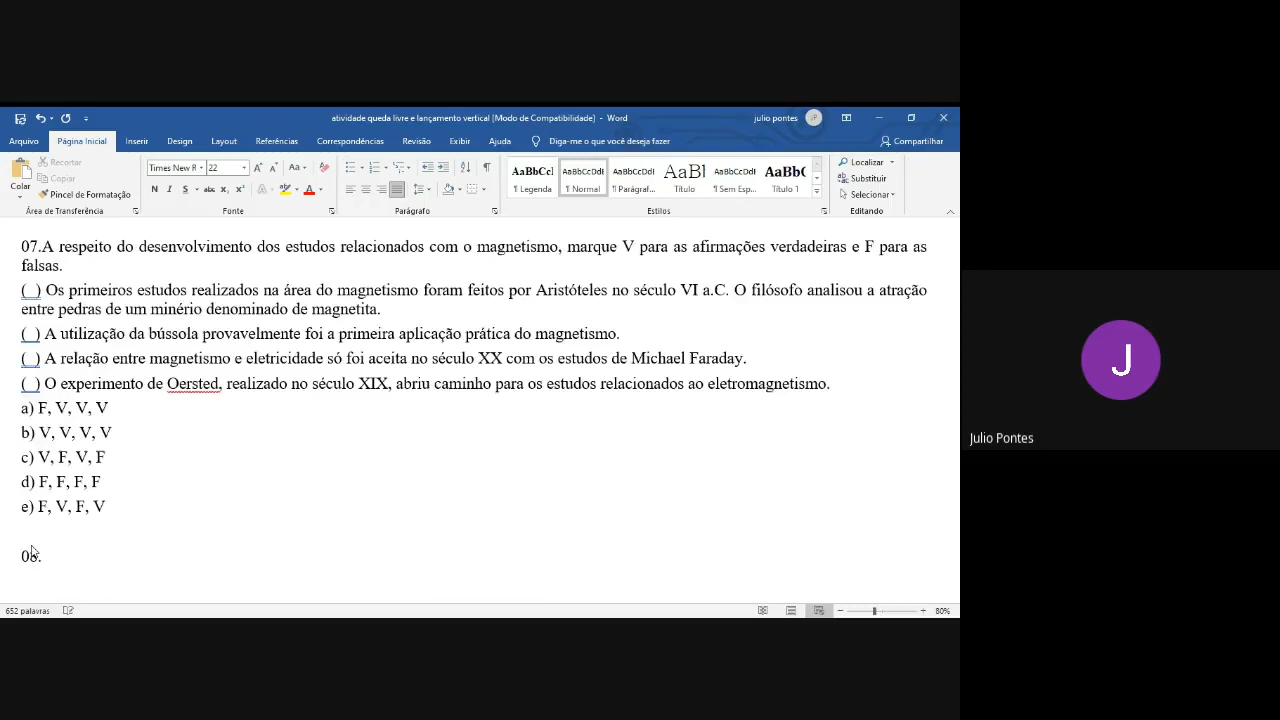 atividade queda livre e lançamento vertical [Modo de Compatibilidade] - Word
julio pontes
JP
Arquivo Página Inicial Inserir Design Layout Referências Correspondências Revisão Exibir Ajuda Diga-me o que você deseja fazer Compartilhar
Colar
Recortar
Copiar
Pincel de Formatação
Área de Transferência
Times New R 22
Aa
N I S abc x₂ x²
A
Fonte
Parágrafo
AaBbCcI AaBbCcDdI AaBbCcDdI AaBl AaBbCcDdI AaBbC
¶ Legenda ¶ Normal ¶ Parágraf... Título ¶ Sem Esp... Título 1
Estilos
Localizar
Substituir
Selecionar
Editando
07.A respeito do desenvolvimento dos estudos relacionados com o magnetismo, marque V para as afirmações verdadeiras e F para as
falsas.
( ) Os primeiros estudos realizados na área do magnetismo foram feitos por Aristóteles no século VI a.C. O filósofo analisou a atração
entre pedras de um minério denominado de magnetita.
( ) A utilização da bússola provavelmente foi a primeira aplicação prática do magnetismo.
( ) A relação entre magnetismo e eletricidade só foi aceita no século XX com os estudos de Michael Faraday.
( ) O experimento de Oersted, realizado no século XIX, abriu caminho para os estudos relacionados ao eletromagnetismo.
a) F, V, V, V
b) V, V, V, V
c) V, F, V, F
d) F, F, F, F
e) F, V, F, V
08.
652 palavras
80%
J
Julio Pontes